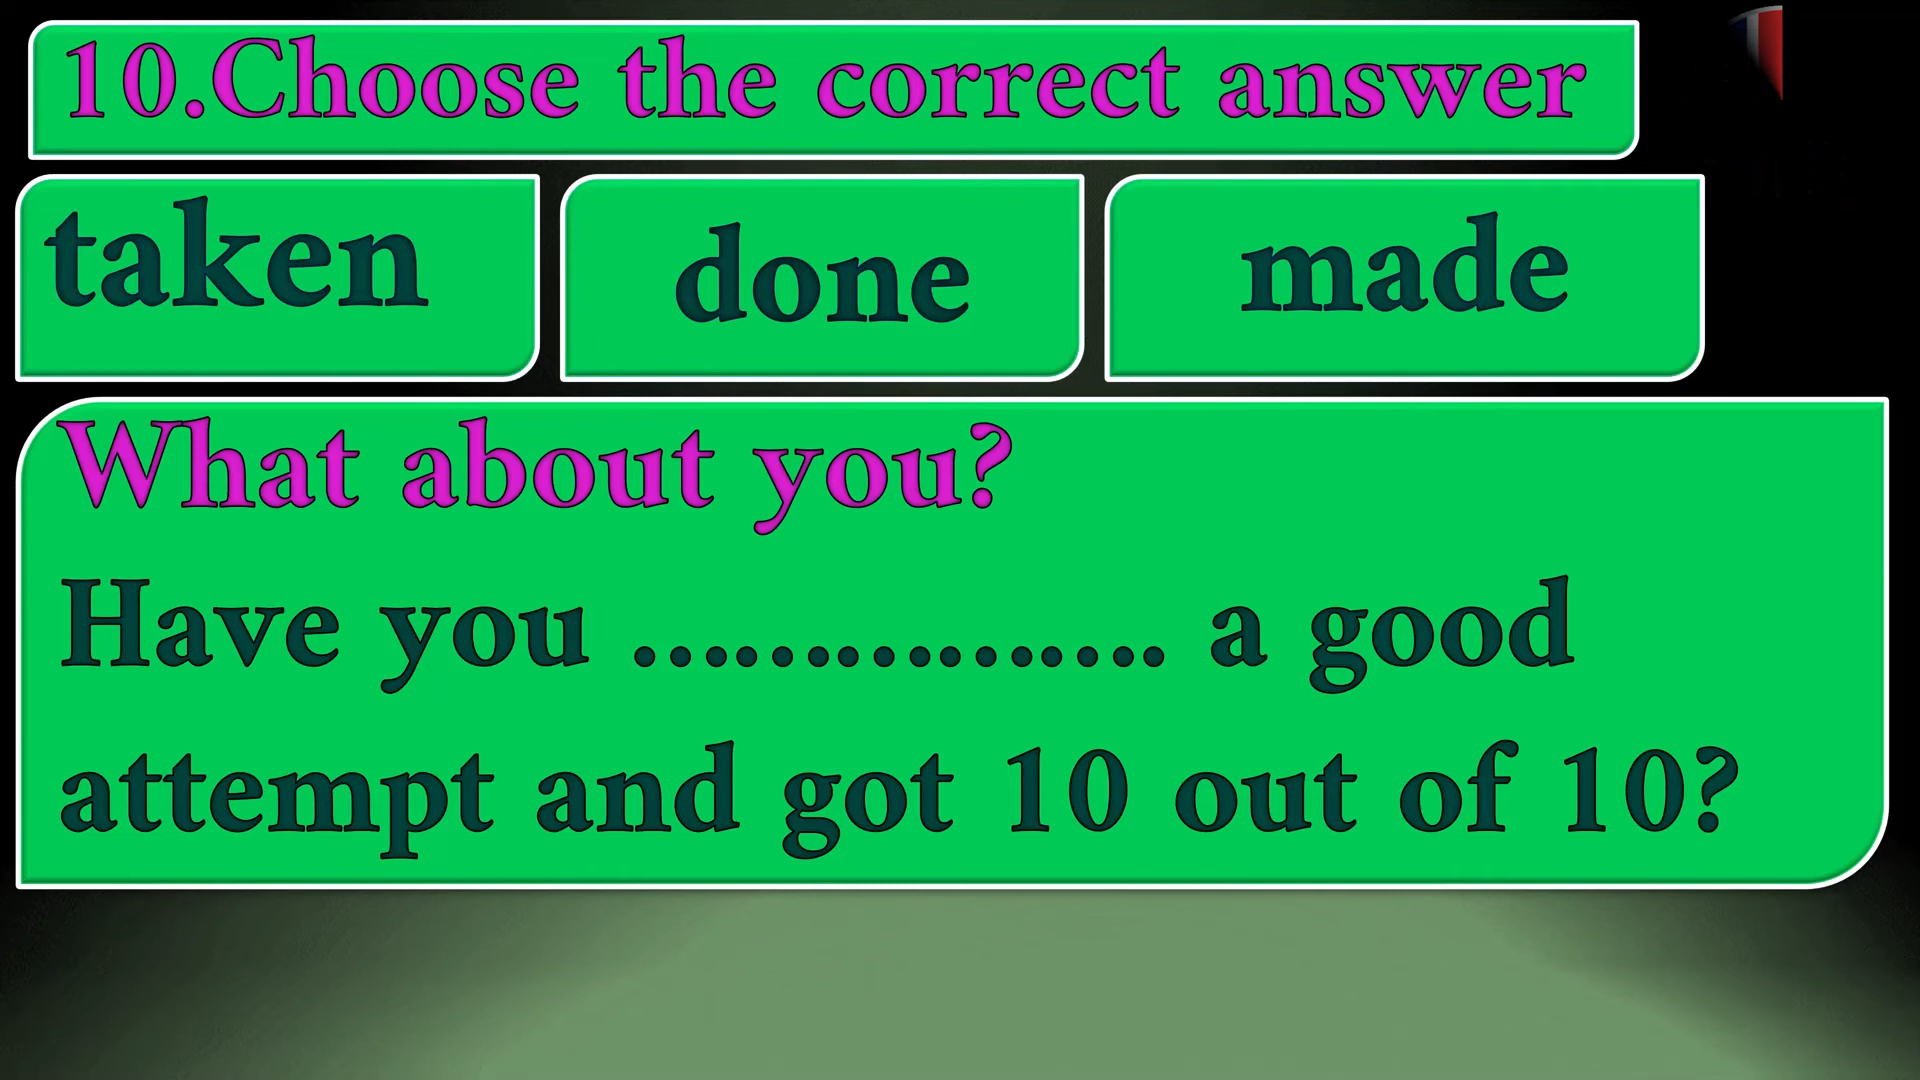 10.Choose the correct answer
taken
done
made
What about you?
Have you ................ a good
attempt and got 10 out of 10?